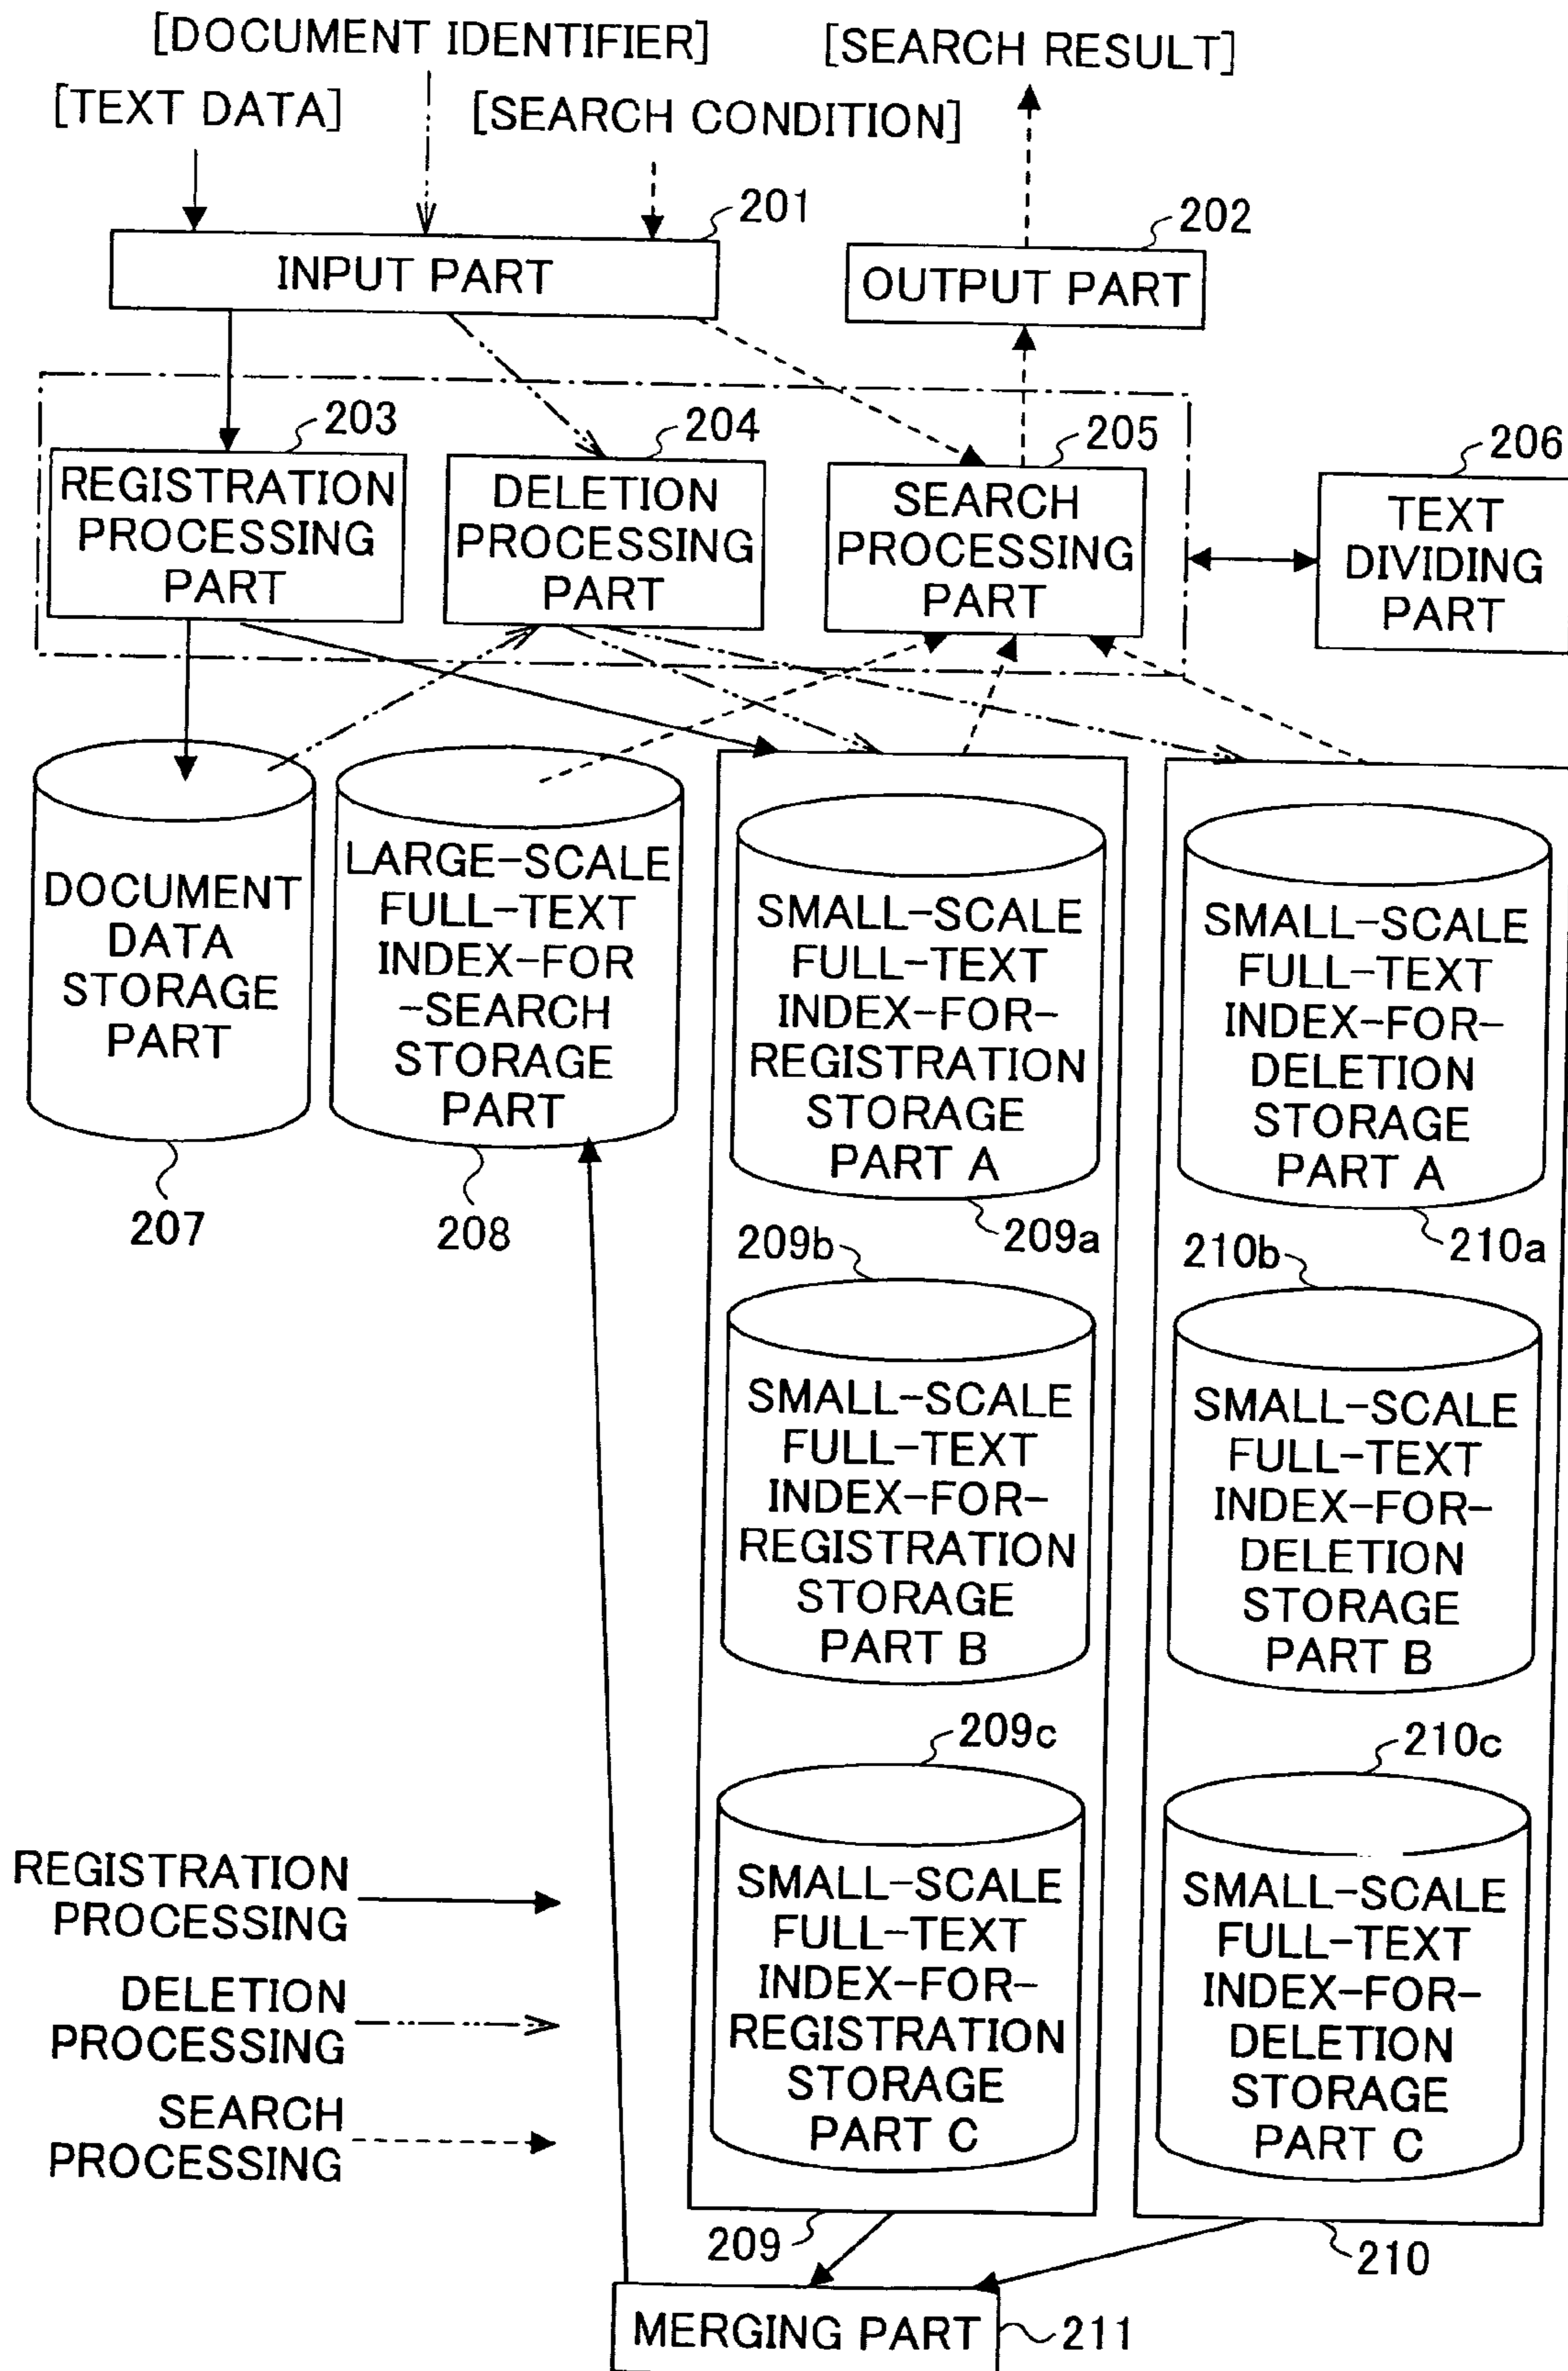 [DOCUMENT IDENTIFIER]
[SEARCH RESULT]
[TEXT DATA]
[SEARCH CONDITION]
201
202
INPUT PART
OUTPUT PART
203
204
205
206
REGISTRATION
PROCESSING
PART
DELETION
PROCESSING
PART
SEARCH
PROCESSING
PART
TEXT
DIVIDING
PART
DOCUMENT
DATA
STORAGE
PART
207
LARGE-SCALE
FULL-TEXT
INDEX-FOR
-SEARCH
STORAGE
PART
208
SMALL-SCALE
FULL-TEXT
INDEX-FOR-
REGISTRATION
STORAGE
PART A
209a
SMALL-SCALE
FULL-TEXT
INDEX-FOR-
DELETION
STORAGE
PART A
210a
209b
SMALL-SCALE
FULL-TEXT
INDEX-FOR-
REGISTRATION
STORAGE
PART B
210b
SMALL-SCALE
FULL-TEXT
INDEX-FOR-
DELETION
STORAGE
PART B
209c
SMALL-SCALE
FULL-TEXT
INDEX-FOR-
REGISTRATION
STORAGE
PART C
210c
SMALL-SCALE
FULL-TEXT
INDEX-FOR-
DELETION
STORAGE
PART C
REGISTRATION
PROCESSING
DELETION
PROCESSING
SEARCH
PROCESSING
209
210
MERGING PART
211